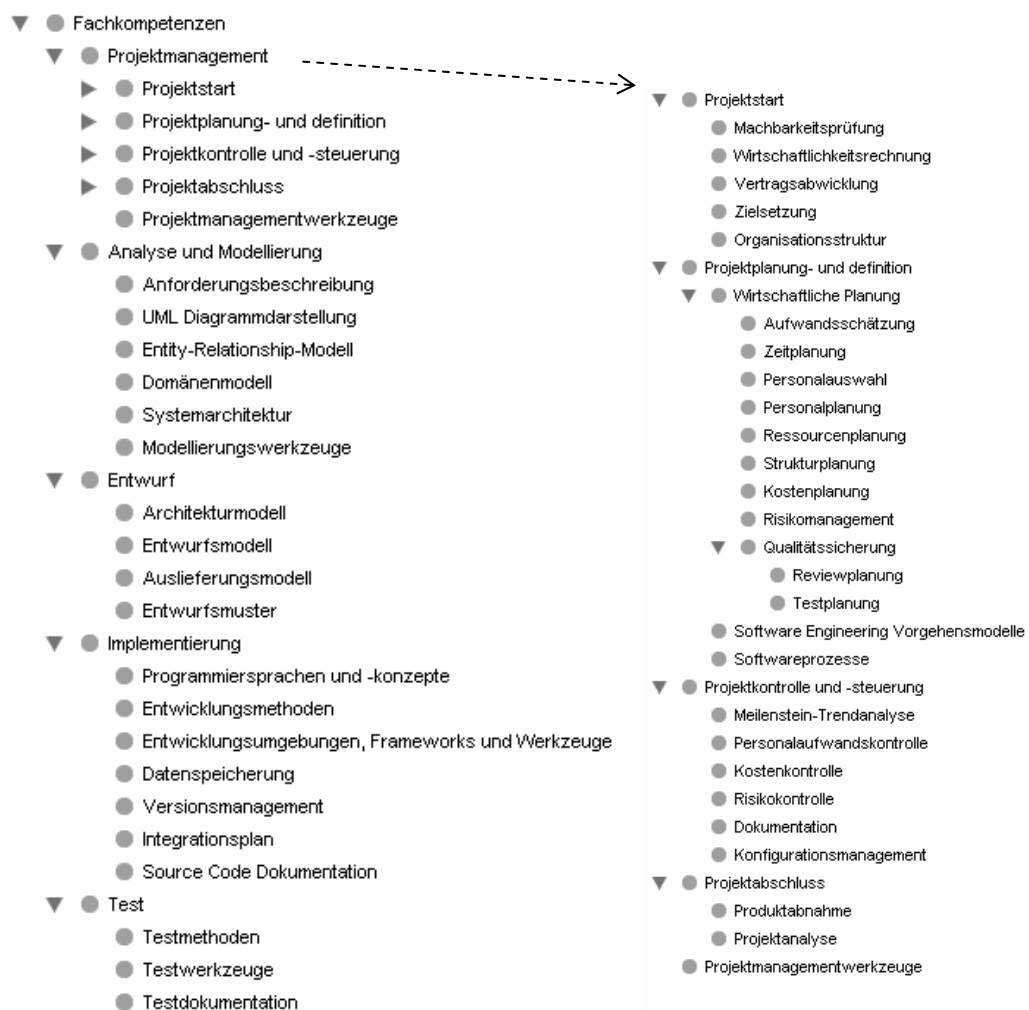 Fachkompetenzen
Projektmanagement
Projektstart
Projektplanung- und definition
Projektkontrolle und -steuerung
Projektabschluss
Projektmanagementwerkzeuge
Analyse und Modellierung
Anforderungsbeschreibung
UML Diagrammdarstellung
Entity-Relationship-Modell
Domänenmodell
Systemarchitektur
Modellierungswerkzeuge
Entwurf
Architekturmodell
Entwurfsmodell
Auslieferungsmodell
Entwurfsmuster
Implementierung
Programmiersprachen und -konzepte
Entwicklungsmethoden
Entwicklungsumgebungen, Frameworks und Werkzeuge
Datenspeicherung
Versionsmanagement
Integrationsplan
Source Code Dokumentation
Test
Testmethoden
Testwerkzeuge
Testdokumentation
Projektstart
Machbarkeitsprüfung
Wirtschaftlichkeitsrechnung
Vertragsabwicklung
Zielsetzung
Organisationsstruktur
Projektplanung- und definition
Wirtschaftliche Planung
Aufwandsschätzung
Zeitplanung
Personalauswahl
Personalplanung
Ressourcenplanung
Strukturplanung
Kostenplanung
Risikomanagement
Qualitätssicherung
Reviewplanung
Testplanung
Software Engineering Vorgehensmodelle
Softwareprozesse
Projektkontrolle und -steuerung
Meilenstein-Trendanalyse
Personalaufwandskontrolle
Kostenkontrolle
Risikokontrolle
Dokumentation
Konfigurationsmanagement
Projektabschluss
Produktabnahme
Projektanalyse
Projektmanagementwerkzeuge